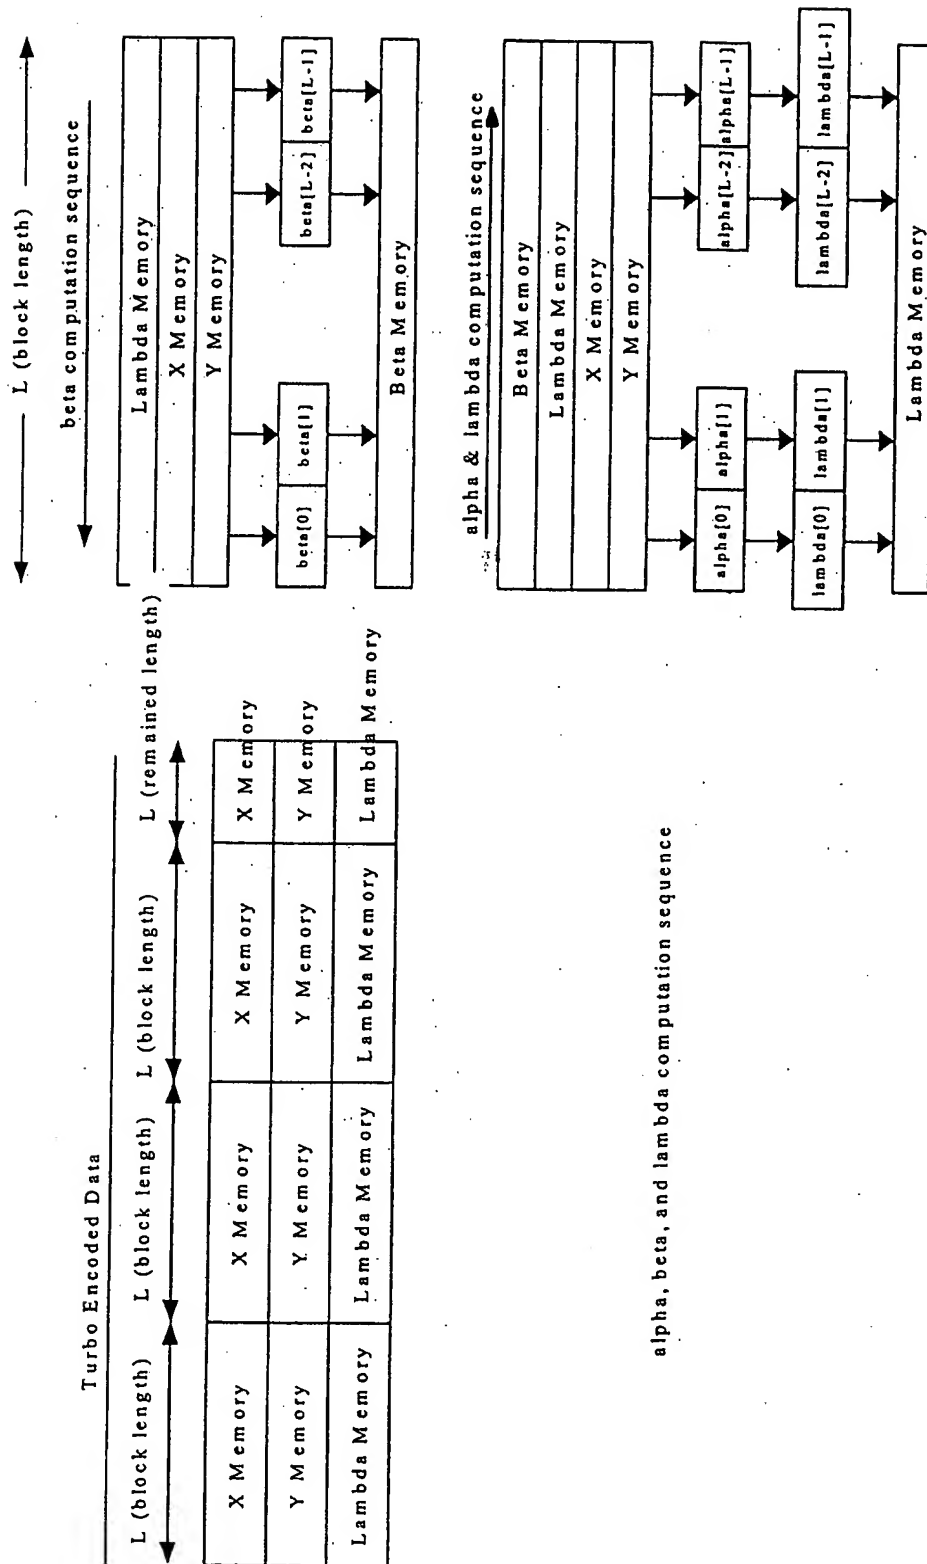 Turbo Encoded Data
L (block length) L (block length) L (block length) L (remained length)
X Memory X Memory X Memory X Memory
Y Memory Y Memory Y Memory Y Memory
Lambda Memory Lambda Memory Lambda Memory Lambda Memory
L (block length)
beta computation sequence
Lambda Memory
X Memory
Y Memory
beta[0] beta[1] beta[L-2] beta[L-1]
Beta Memory
alpha & lambda computation sequence
Beta Memory
Lambda Memory
X Memory
Y Memory
alpha[0] alpha[1] alpha[L-2] alpha[L-1]
lambda[0] lambda[1] lambda[L-2] lambda[L-1]
Lambda Memory
alpha, beta, and lambda computation sequence